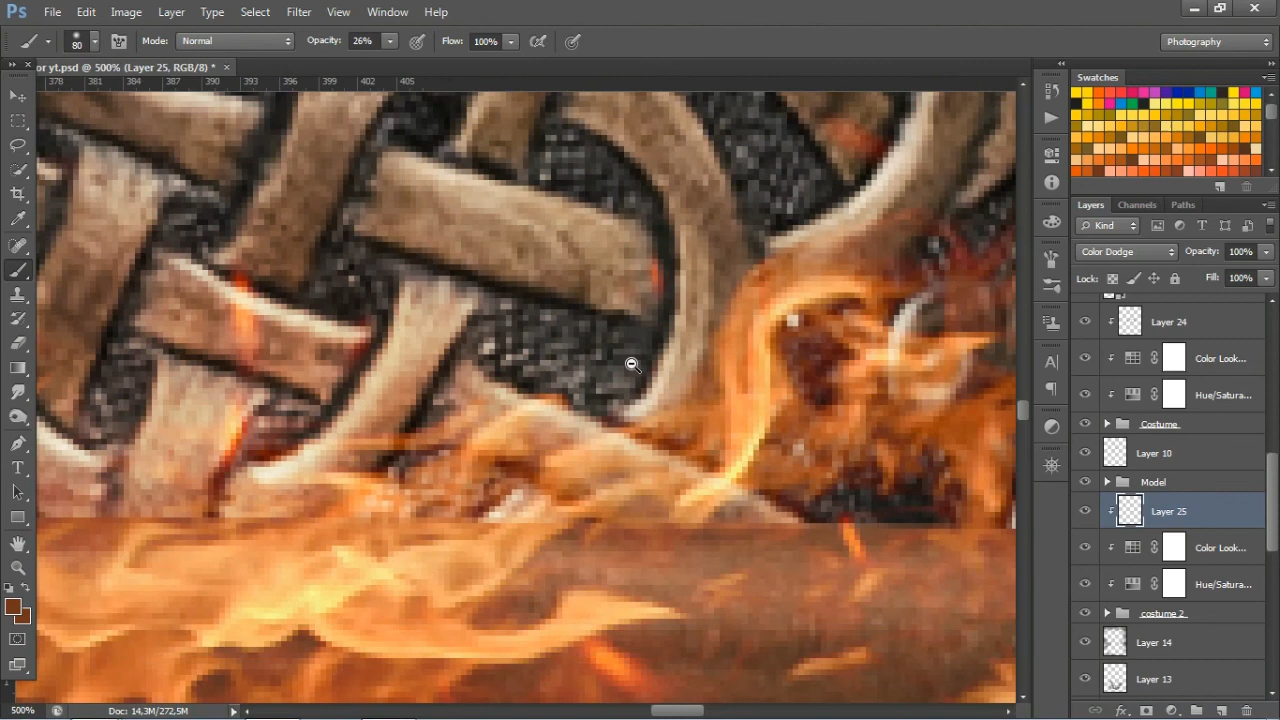 Ps File Edit Image Layer Type Select Filter View Window Help
80 Mode: Normal Opacity: 26% Flow: 100% Photography
or yt.psd @ 500% (Layer 25, RGB/8) * ×
378 381 384 387 390 393 396 399 402 405
Swatches
Layers Channels Paths
Kind
Color Dodge Opacity: 100%
Lock: Fill: 100%
Layer 24
Color Look...
Hue/Satura...
Costume
Layer 10
Model
Layer 25
Color Look...
Hue/Satura...
costume 2
Layer 14
Layer 13
500% Doc: 14,3M/272,5M